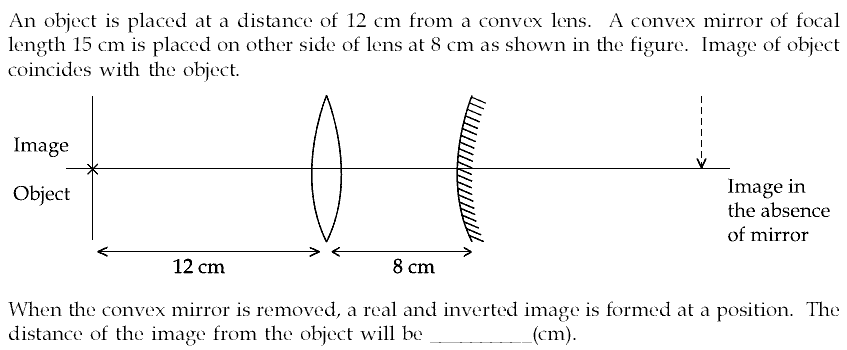 An object is placed at a distance of 12 cm from a convex lens. A convex mirror of focal
length 15 cm is placed on other side of lens at 8 cm as shown in the figure. Image of object
coincides with the object.
Image
Object
Image in
the absence
of mirror
12 cm
8 cm
When the convex mirror is removed, a real and inverted image is formed at a position. The
distance of the image from the object will be __________(cm).